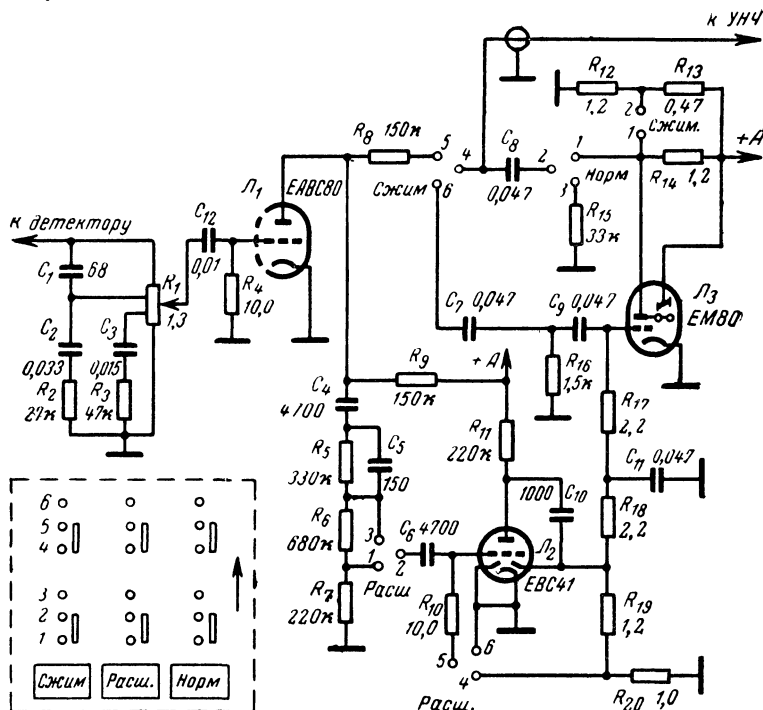 к УНЧ
R12
1,2
R13
0,47
2
1
Сжим.
+А
R14 1,2
R8 150к
5
4
6
Сжим
C8
0,047
2
1
3
Норм
R15
33к
Л1
ЕАВС80
к детектору
C12
0,01
C1 68
R1
1,3
R4
10,0
C2
0,033
C3
0,015
R2
27к
R3
47к
C7 0,047
C9 0,047
Л3
ЕМ80
R16
1,5к
R9
150к
+А
C4
4700
R11
220к
R17
2,2
C11 0,047
R5
330к
C5
150
1000 C10
R18
2,2
R6
680к
3
1
2
Расш
C6 4700
Л2
ЕВС41
R7
220к
R10
10,0
5
6
4
Расш.
R19
1,2
R20 1,0
6
5
4
3
2
1
Сжим
Расш.
Норм